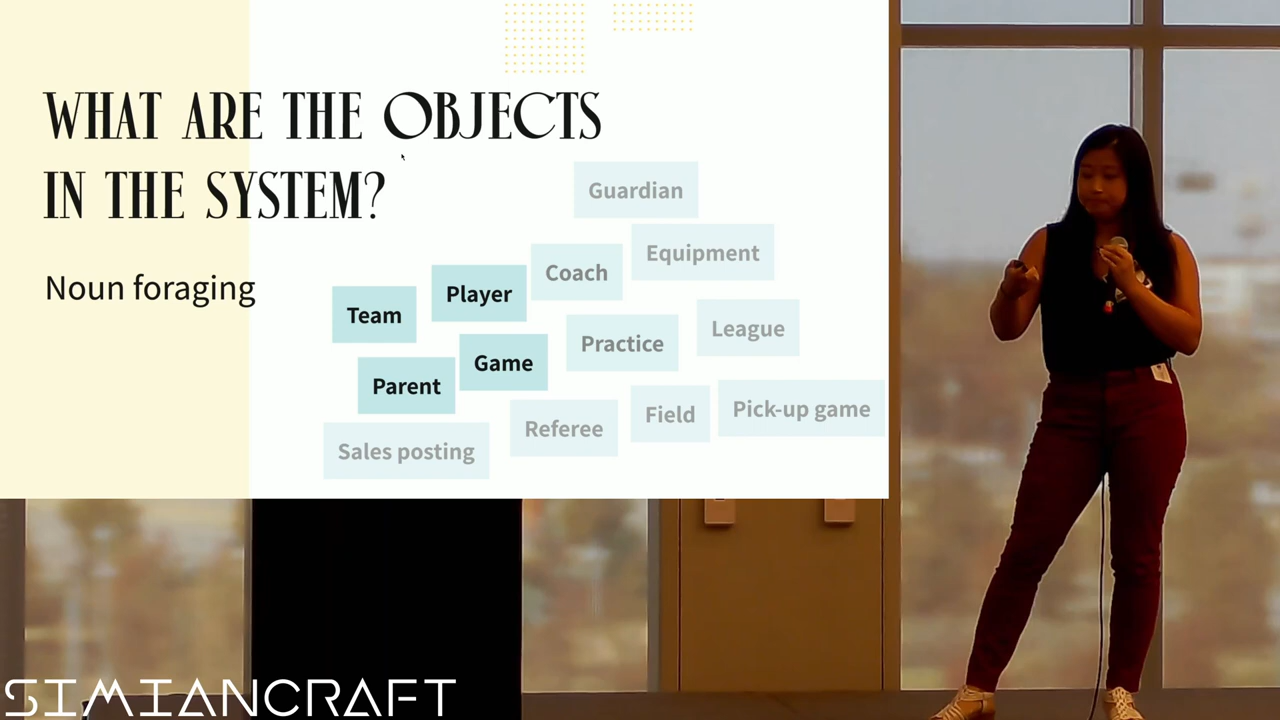 WHAT ARE THE OBJECTS
IN THE SYSTEM?
Noun foraging
Guardian
Equipment
Coach
Player
Team
League
Practice
Game
Parent
Pick-up game
Field
Referee
Sales posting
SIMIANCRAFT